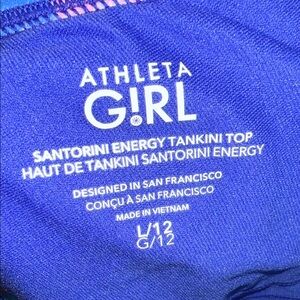 ATHLETA
G!RL
SANTORINI ENERGY TANKINI TOP
HAUT DE TANKINI SANTORINI ENERGY
DESIGNED IN SAN FRANCISCO
CONÇU À SAN FRANCISCO
MADE IN VIETNAM
L/12
G/12